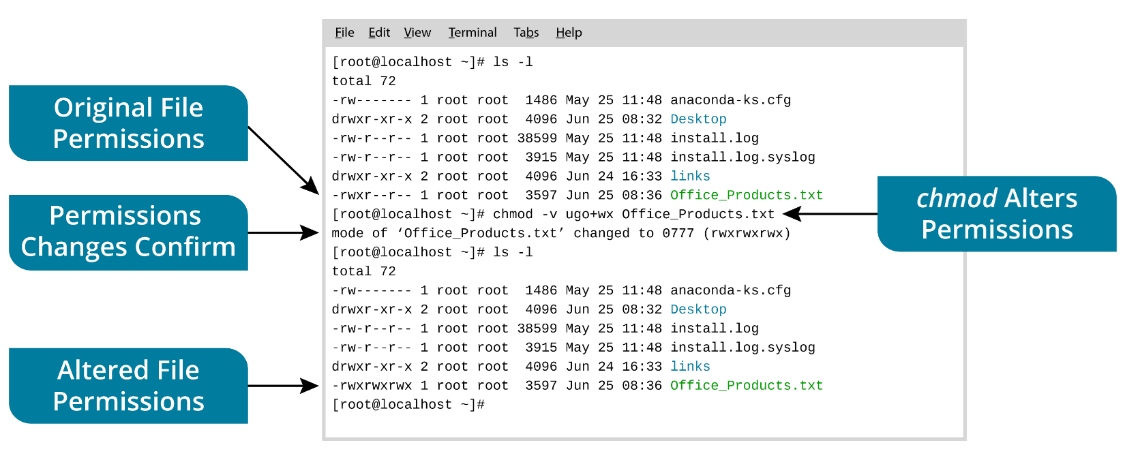 File Edit View Terminal Tabs Help
[root@localhost ~]# ls -l
total 72
-rw------- 1 root root  1486 May 25 11:48 anaconda-ks.cfg
drwxr-xr-x 2 root root  4096 Jun 25 08:32 Desktop
-rw-r--r-- 1 root root 38599 May 25 11:48 install.log
-rw-r--r-- 1 root root  3915 May 25 11:48 install.log.syslog
drwxr-xr-x 2 root root  4096 Jun 24 16:33 links
-rwxr--r-- 1 root root  3597 Jun 25 08:36 Office_Products.txt
[root@localhost ~]# chmod -v ugo+wx Office_Products.txt
mode of ‘Office_Products.txt’ changed to 0777 (rwxrwxrwx)
[root@localhost ~]# ls -l
total 72
-rw------- 1 root root  1486 May 25 11:48 anaconda-ks.cfg
drwxr-xr-x 2 root root  4096 Jun 25 08:32 Desktop
-rw-r--r-- 1 root root 38599 May 25 11:48 install.log
-rw-r--r-- 1 root root  3915 May 25 11:48 install.log.syslog
drwxr-xr-x 2 root root  4096 Jun 24 16:33 links
-rwxrwxrwx 1 root root  3597 Jun 25 08:36 Office_Products.txt
[root@localhost ~]#
Original File
Permissions
Permissions
Changes Confirm
Altered File
Permissions
chmod Alters
Permissions